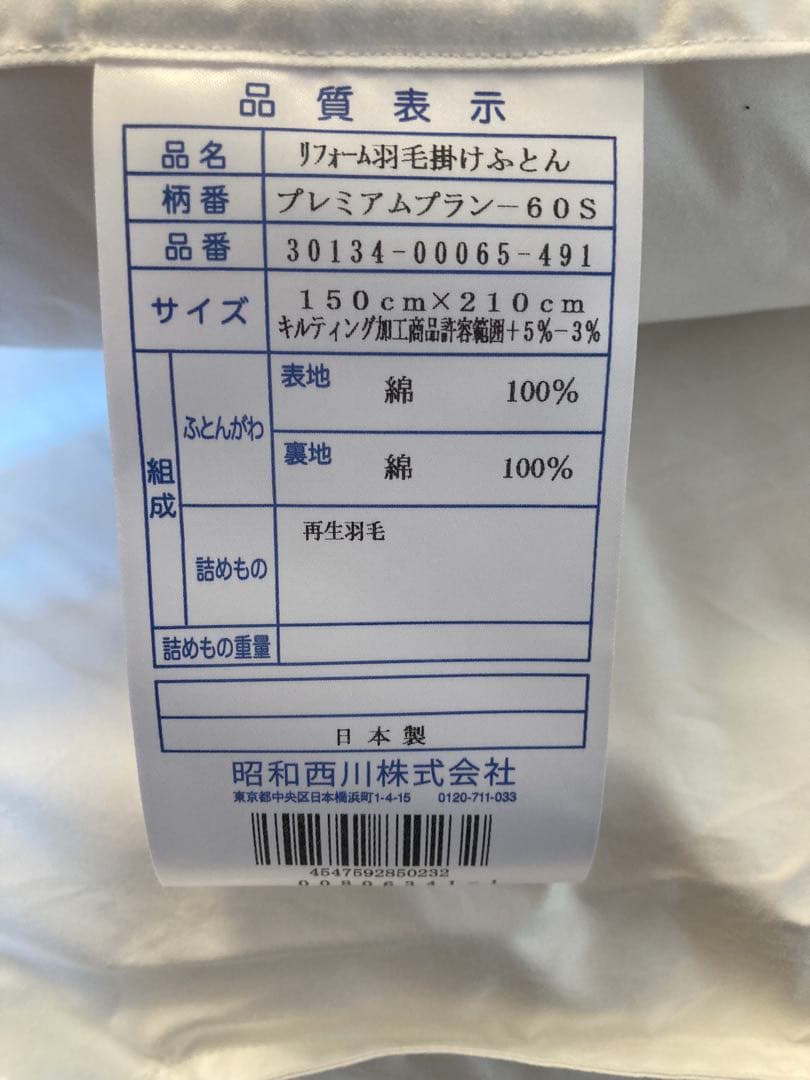 品質表示
品名 ﾘﾌｫｰﾑ羽毛掛けふとん
柄番 プレミアムプラン－６０Ｓ
品番 30134-00065-491
サイズ １５０ｃｍ×２１０ｃｍ
キルティング加工商品許容範囲＋5％－3％
組成
ふとんがわ
表地 綿 100%
裏地 綿 100%
詰めもの 再生羽毛
詰めもの重量
日本製
昭和西川株式会社
東京都中央区日本橋浜町1-4-15 0120-711-033
4547592850232